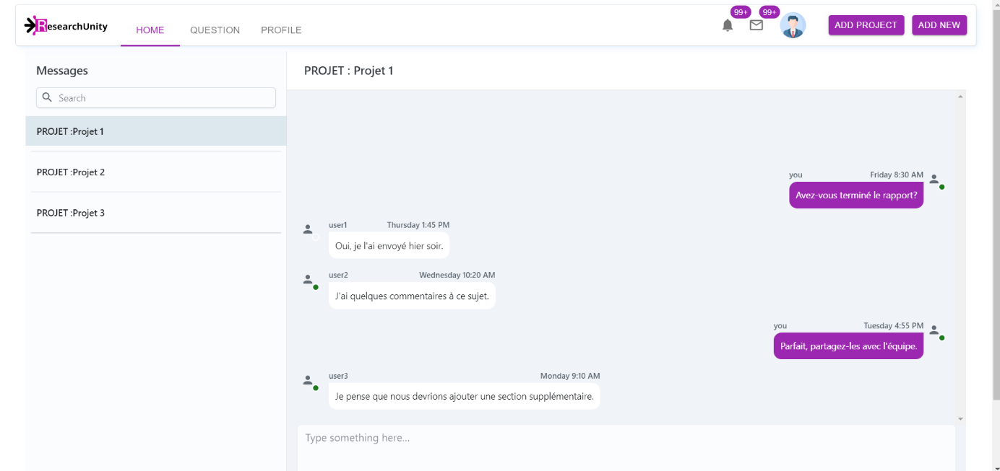 ResearchUnity
HOME
QUESTION
PROFILE
99+
99+
ADD PROJECT
ADD NEW
Messages
Search
PROJET :Projet 1
PROJET :Projet 2
PROJET :Projet 3
PROJET : Projet 1
you Friday 8:30 AM
Avez-vous terminé le rapport?
user1 Thursday 1:45 PM
Oui, je l'ai envoyé hier soir.
user2 Wednesday 10:20 AM
J'ai quelques commentaires à ce sujet.
you Tuesday 4:55 PM
Parfait, partagez-les avec l'équipe.
user3 Monday 9:10 AM
Je pense que nous devrions ajouter une section supplémentaire.
Type something here...